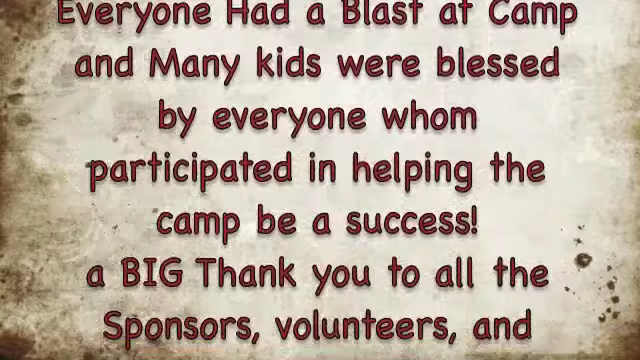 Everyone Had a Blast at Camp
and Many kids were blessed
by everyone whom
participated in helping the
camp be a success!
a BIG Thank you to all the
Sponsors, volunteers, and